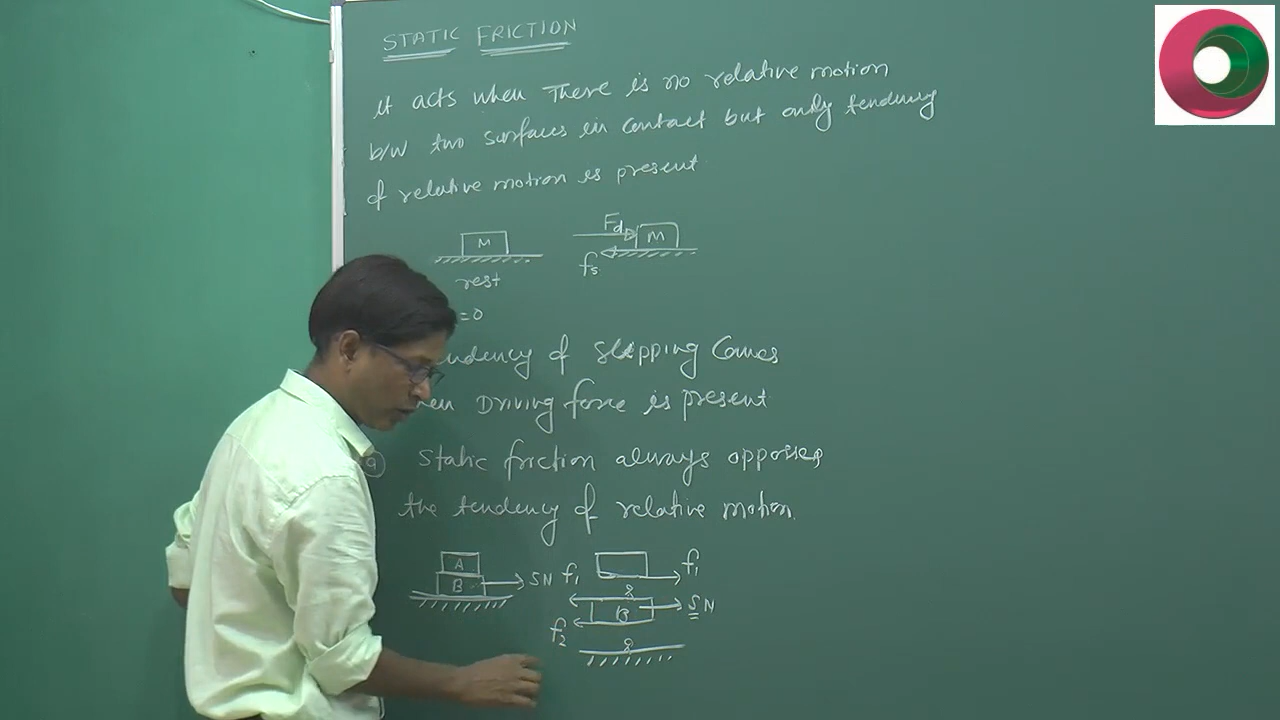 STATIC FRICTION
it acts when There is no relative motion
b/w two surfaces in contact but only tendency
of relative motion is present
M
Fd
M
fs
rest
=0
endency of Slipping Comes
en Driving force is present
a Static friction always opposes
the tendency of relative motion.
A
B
5N
f1
f1
B
5N
f2